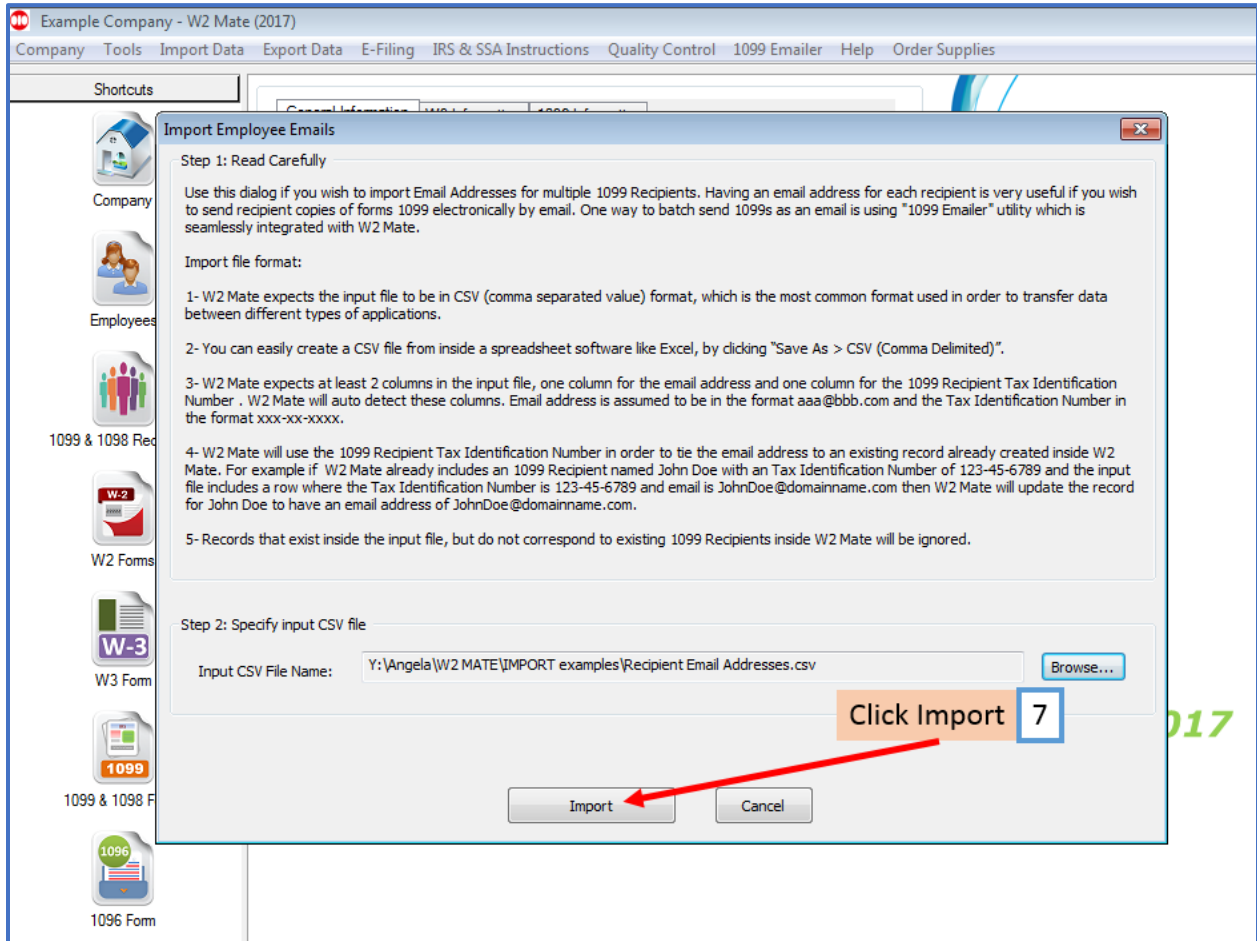 Example Company - W2 Mate (2017)
Company Tools Import Data Export Data E-Filing IRS & SSA Instructions Quality Control 1099 Emailer Help Order Supplies
Shortcuts
Company
Employees
1099 & 1098 Rec
W-2
W2 Forms
W-3
W3 Form
1099
1099 & 1098 F
1096
1096 Form
General Information
Import Employee Emails
Step 1: Read Carefully
Use this dialog if you wish to import Email Addresses for multiple 1099 Recipients. Having an email address for each recipient is very useful if you wish
to send recipient copies of forms 1099 electronically by email. One way to batch send 1099s as an email is using "1099 Emailer" utility which is
seamlessly integrated with W2 Mate.
Import file format:
1- W2 Mate expects the input file to be in CSV (comma separated value) format, which is the most common format used in order to transfer data
between different types of applications.
2- You can easily create a CSV file from inside a spreadsheet software like Excel, by clicking “Save As > CSV (Comma Delimited)”.
3- W2 Mate expects at least 2 columns in the input file, one column for the email address and one column for the 1099 Recipient Tax Identification
Number . W2 Mate will auto detect these columns. Email address is assumed to be in the format aaa@bbb.com and the Tax Identification Number in
the format xxx-xx-xxxx.
4- W2 Mate will use the 1099 Recipient Tax Identification Number in order to tie the email address to an existing record already created inside W2
Mate. For example if W2 Mate already includes an 1099 Recipient named John Doe with an Tax Identification Number of 123-45-6789 and the input
file includes a row where the Tax Identification Number is 123-45-6789 and email is JohnDoe@domainname.com then W2 Mate will update the record
for John Doe to have an email address of JohnDoe@domainname.com.
5- Records that exist inside the input file, but do not correspond to existing 1099 Recipients inside W2 Mate will be ignored.
Step 2: Specify input CSV file
Input CSV File Name: Y:\Angela\W2 MATE\IMPORT examples\Recipient Email Addresses.csv Browse...
Click Import 7
017
Import Cancel